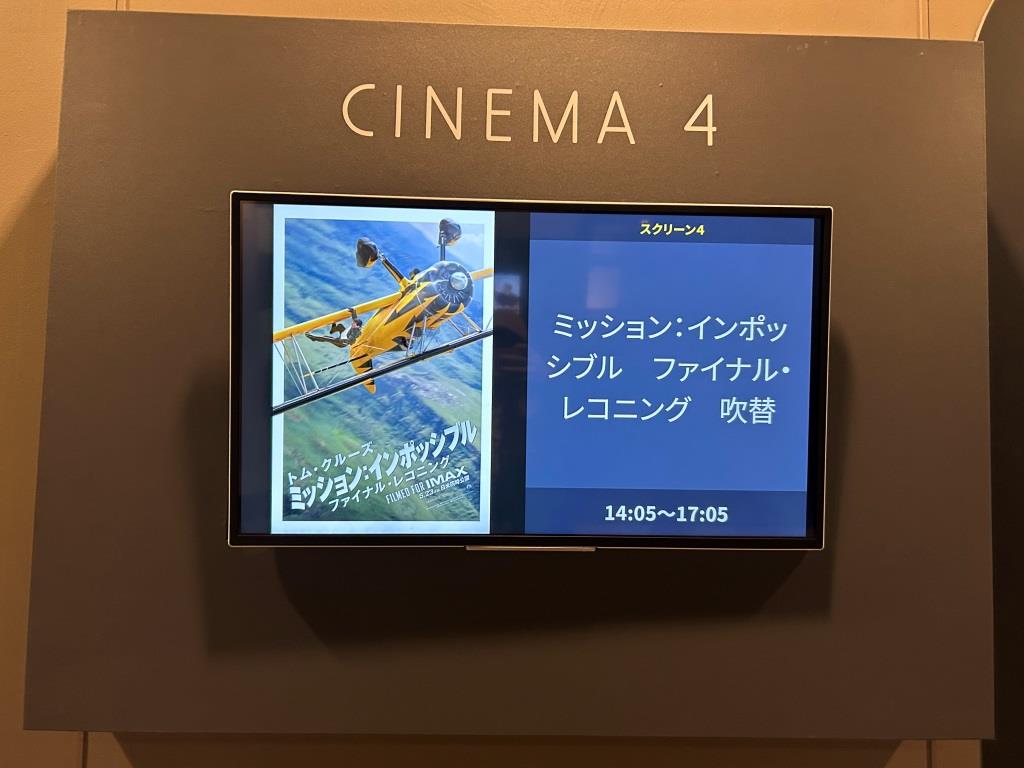 CINEMA 4
トム・クルーズ
ミッション:インポッシブル
ファイナル・レコニング
FILMED FOR IMAX
スクリーン4
ミッション:インポッ
シブル　ファイナル・
レコニング　吹替
14:05〜17:05